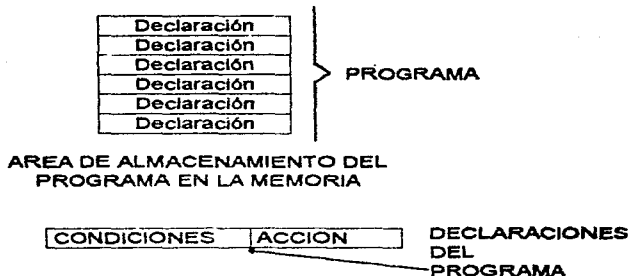 Declaración
Declaración
Declaración
Declaración
Declaración
Declaración
PROGRAMA
AREA DE ALMACENAMIENTO DEL
PROGRAMA EN LA MEMORIA
CONDICIONES ACCION
DECLARACIONES
DEL
PROGRAMA